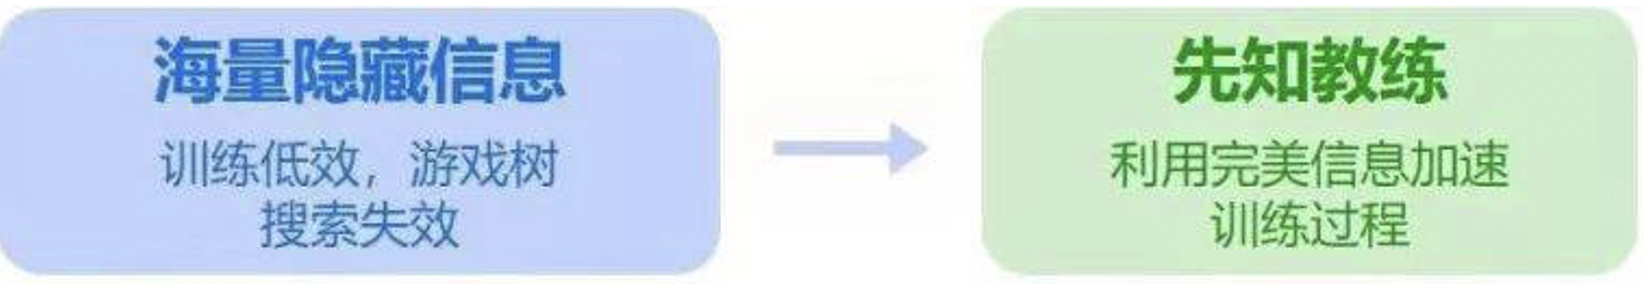 海量隐藏信息
训练低效，游戏树
搜索失效
先知教练
利用完美信息加速
训练过程